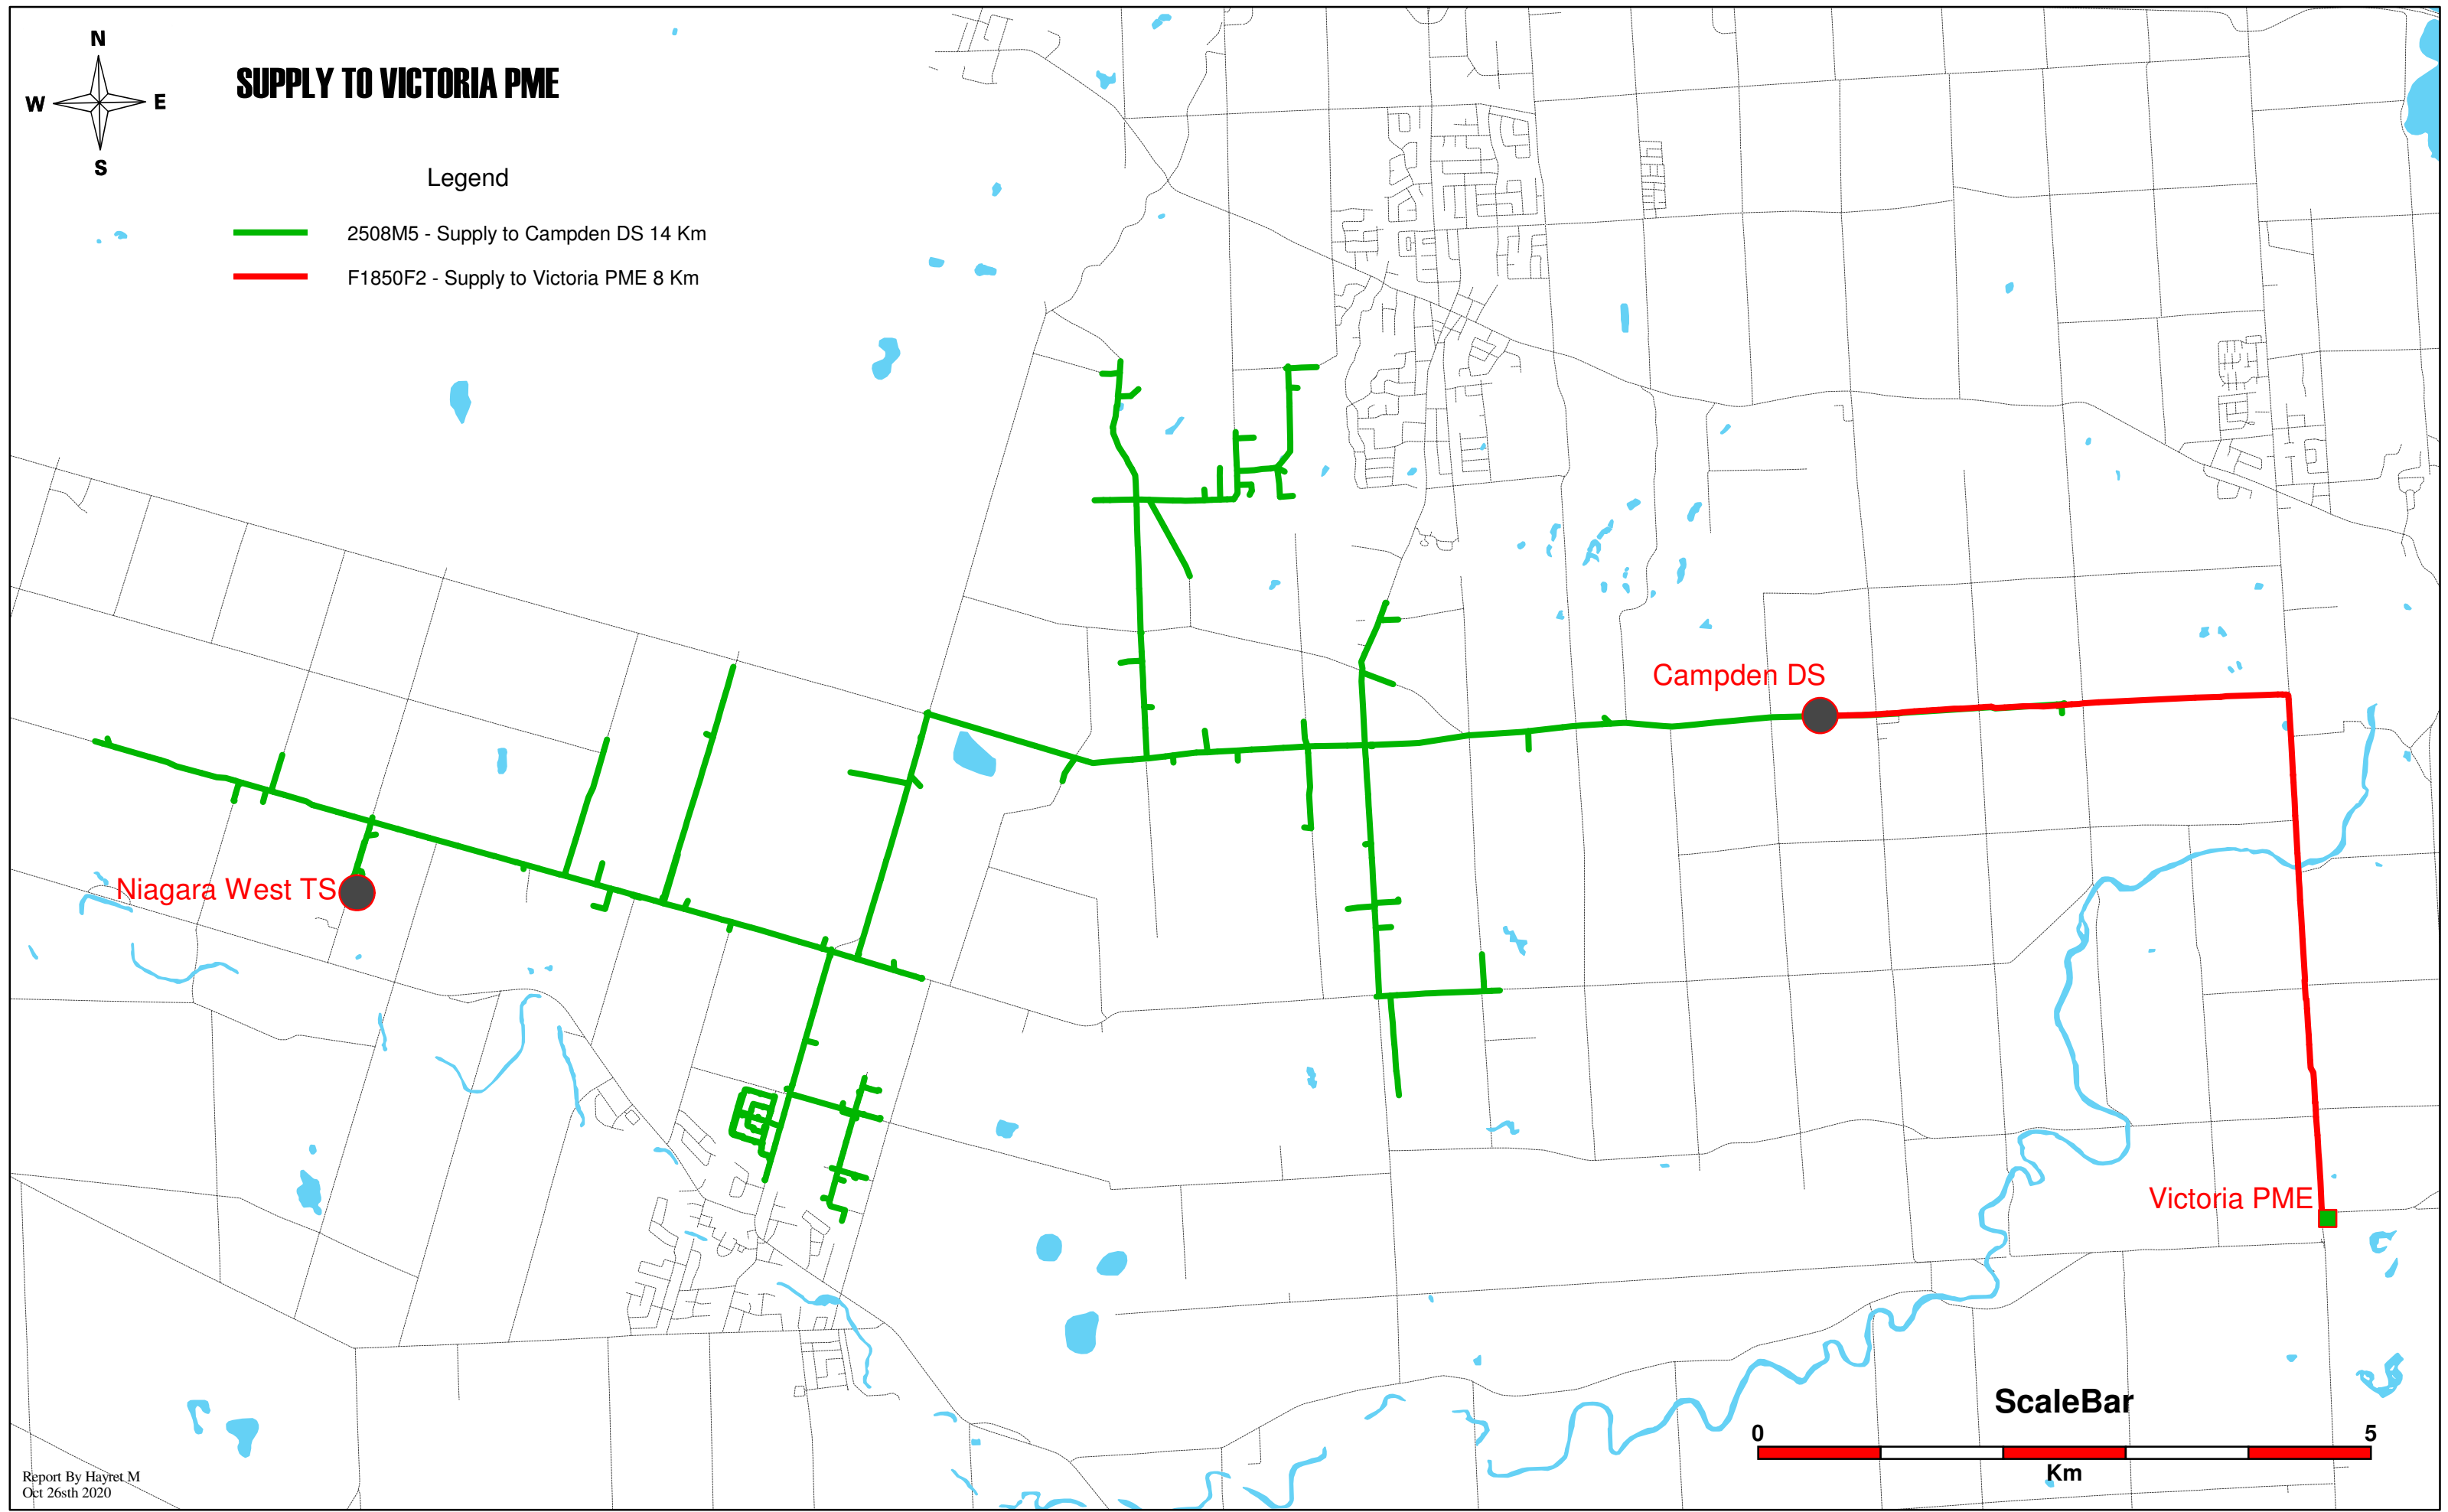 N
W E
S
SUPPLY TO VICTORIA PME
Legend
2508M5 - Supply to Campden DS 14 Km
F1850F2 - Supply to Victoria PME 8 Km
Campden DS
Niagara West TS
Victoria PME
ScaleBar
0 5
Km
Report By Hayret M
Oct 26sth 2020